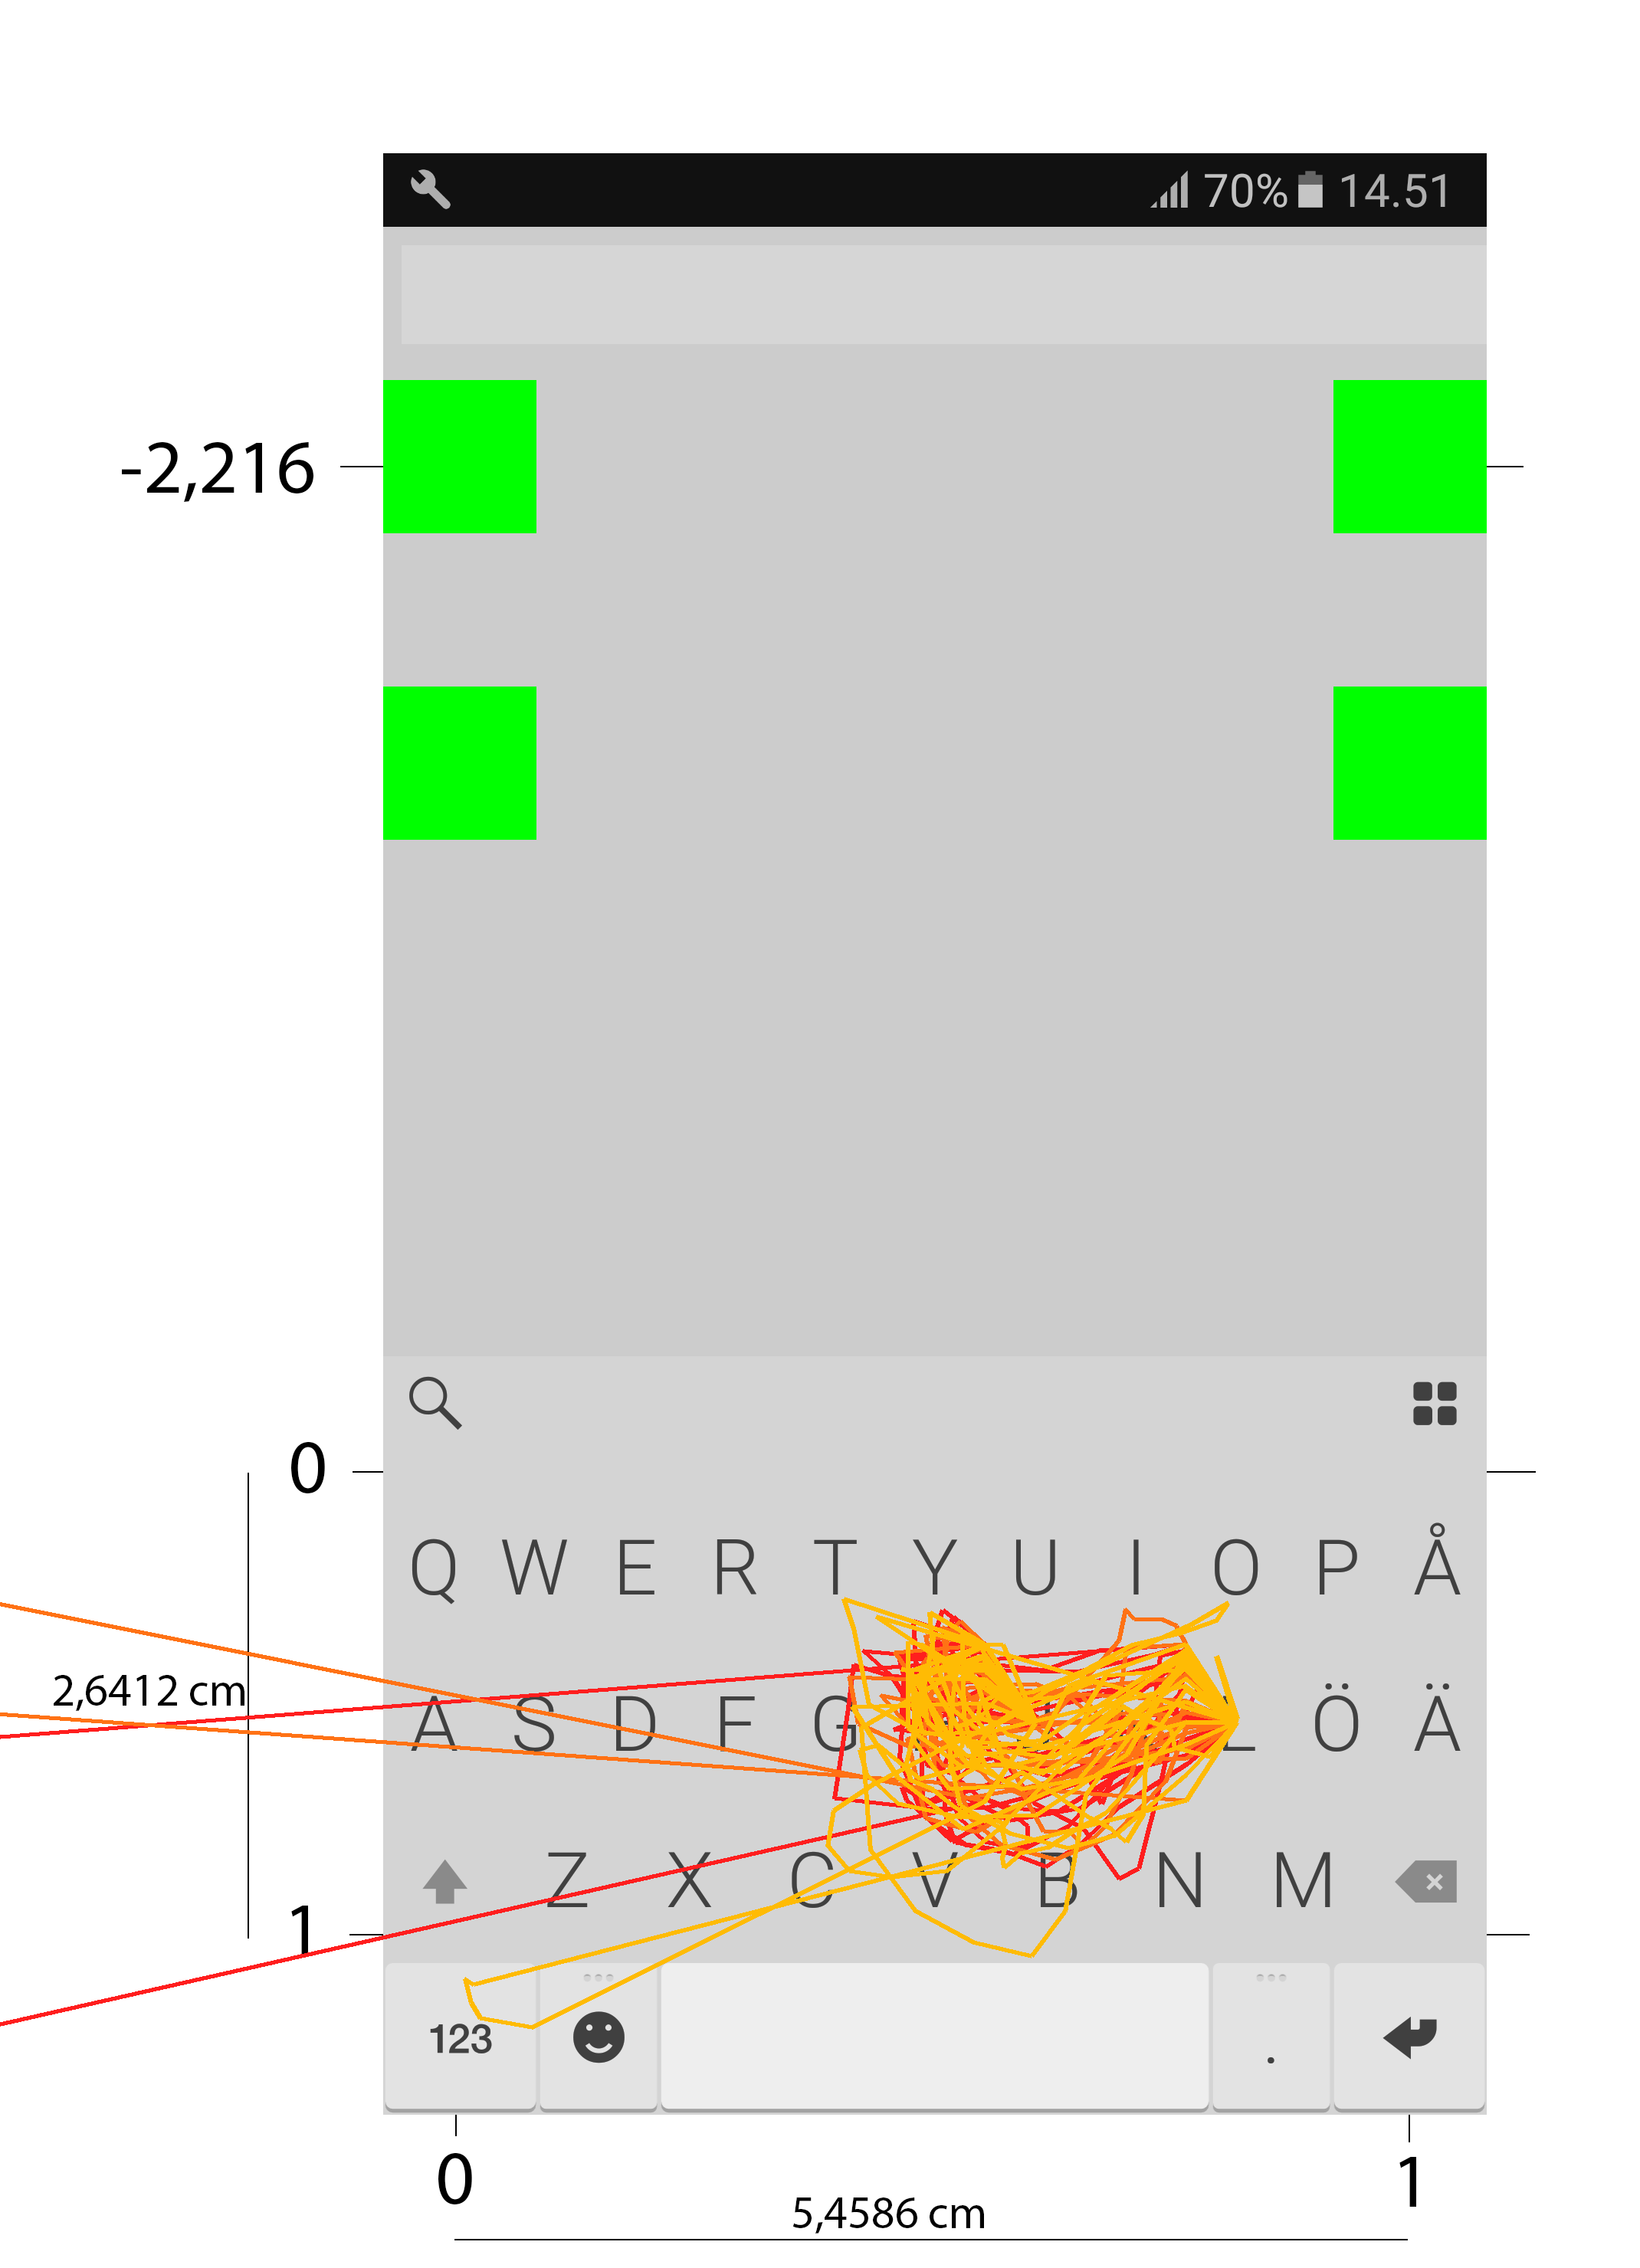 70% 14.51
-2,216
0
Q W E R T Y U I O P Å
2,6412 cm
A S D F G L Ö Ä
Z X C V B N M
1
123 .
0 1
5,4586 cm